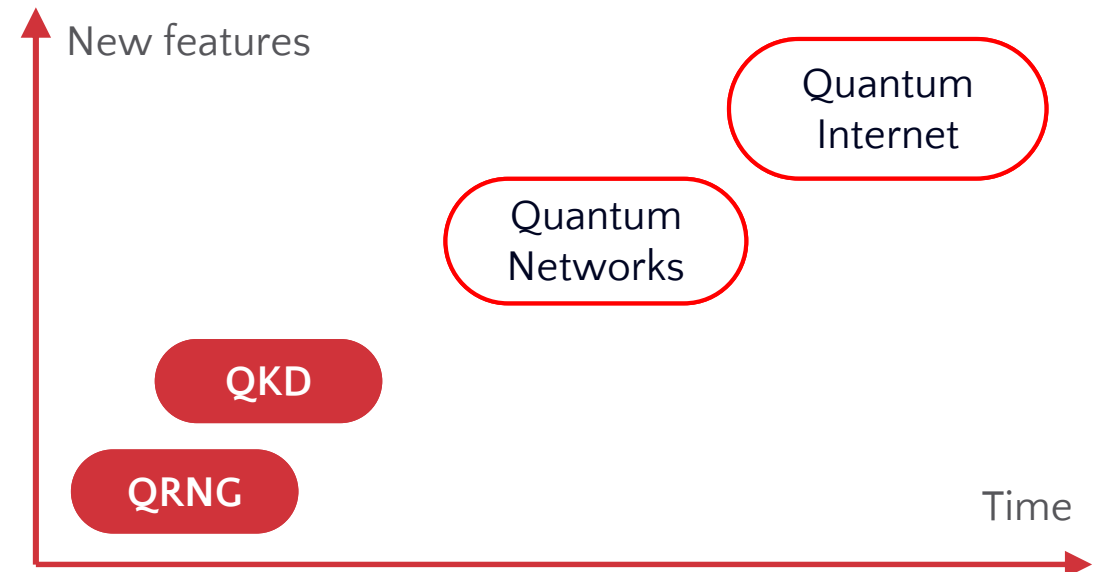 New features
Quantum
Internet
Quantum
Networks
QKD
QRNG
Time